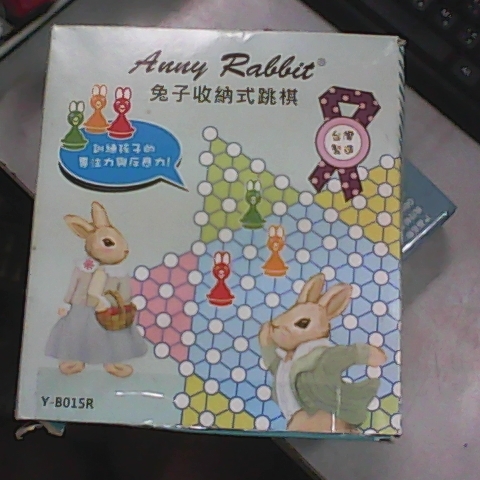 Anny Rabbit®
兔子收納式跳棋
訓練孩子的
專注力與反應力!
台灣
製造
Y-B015R